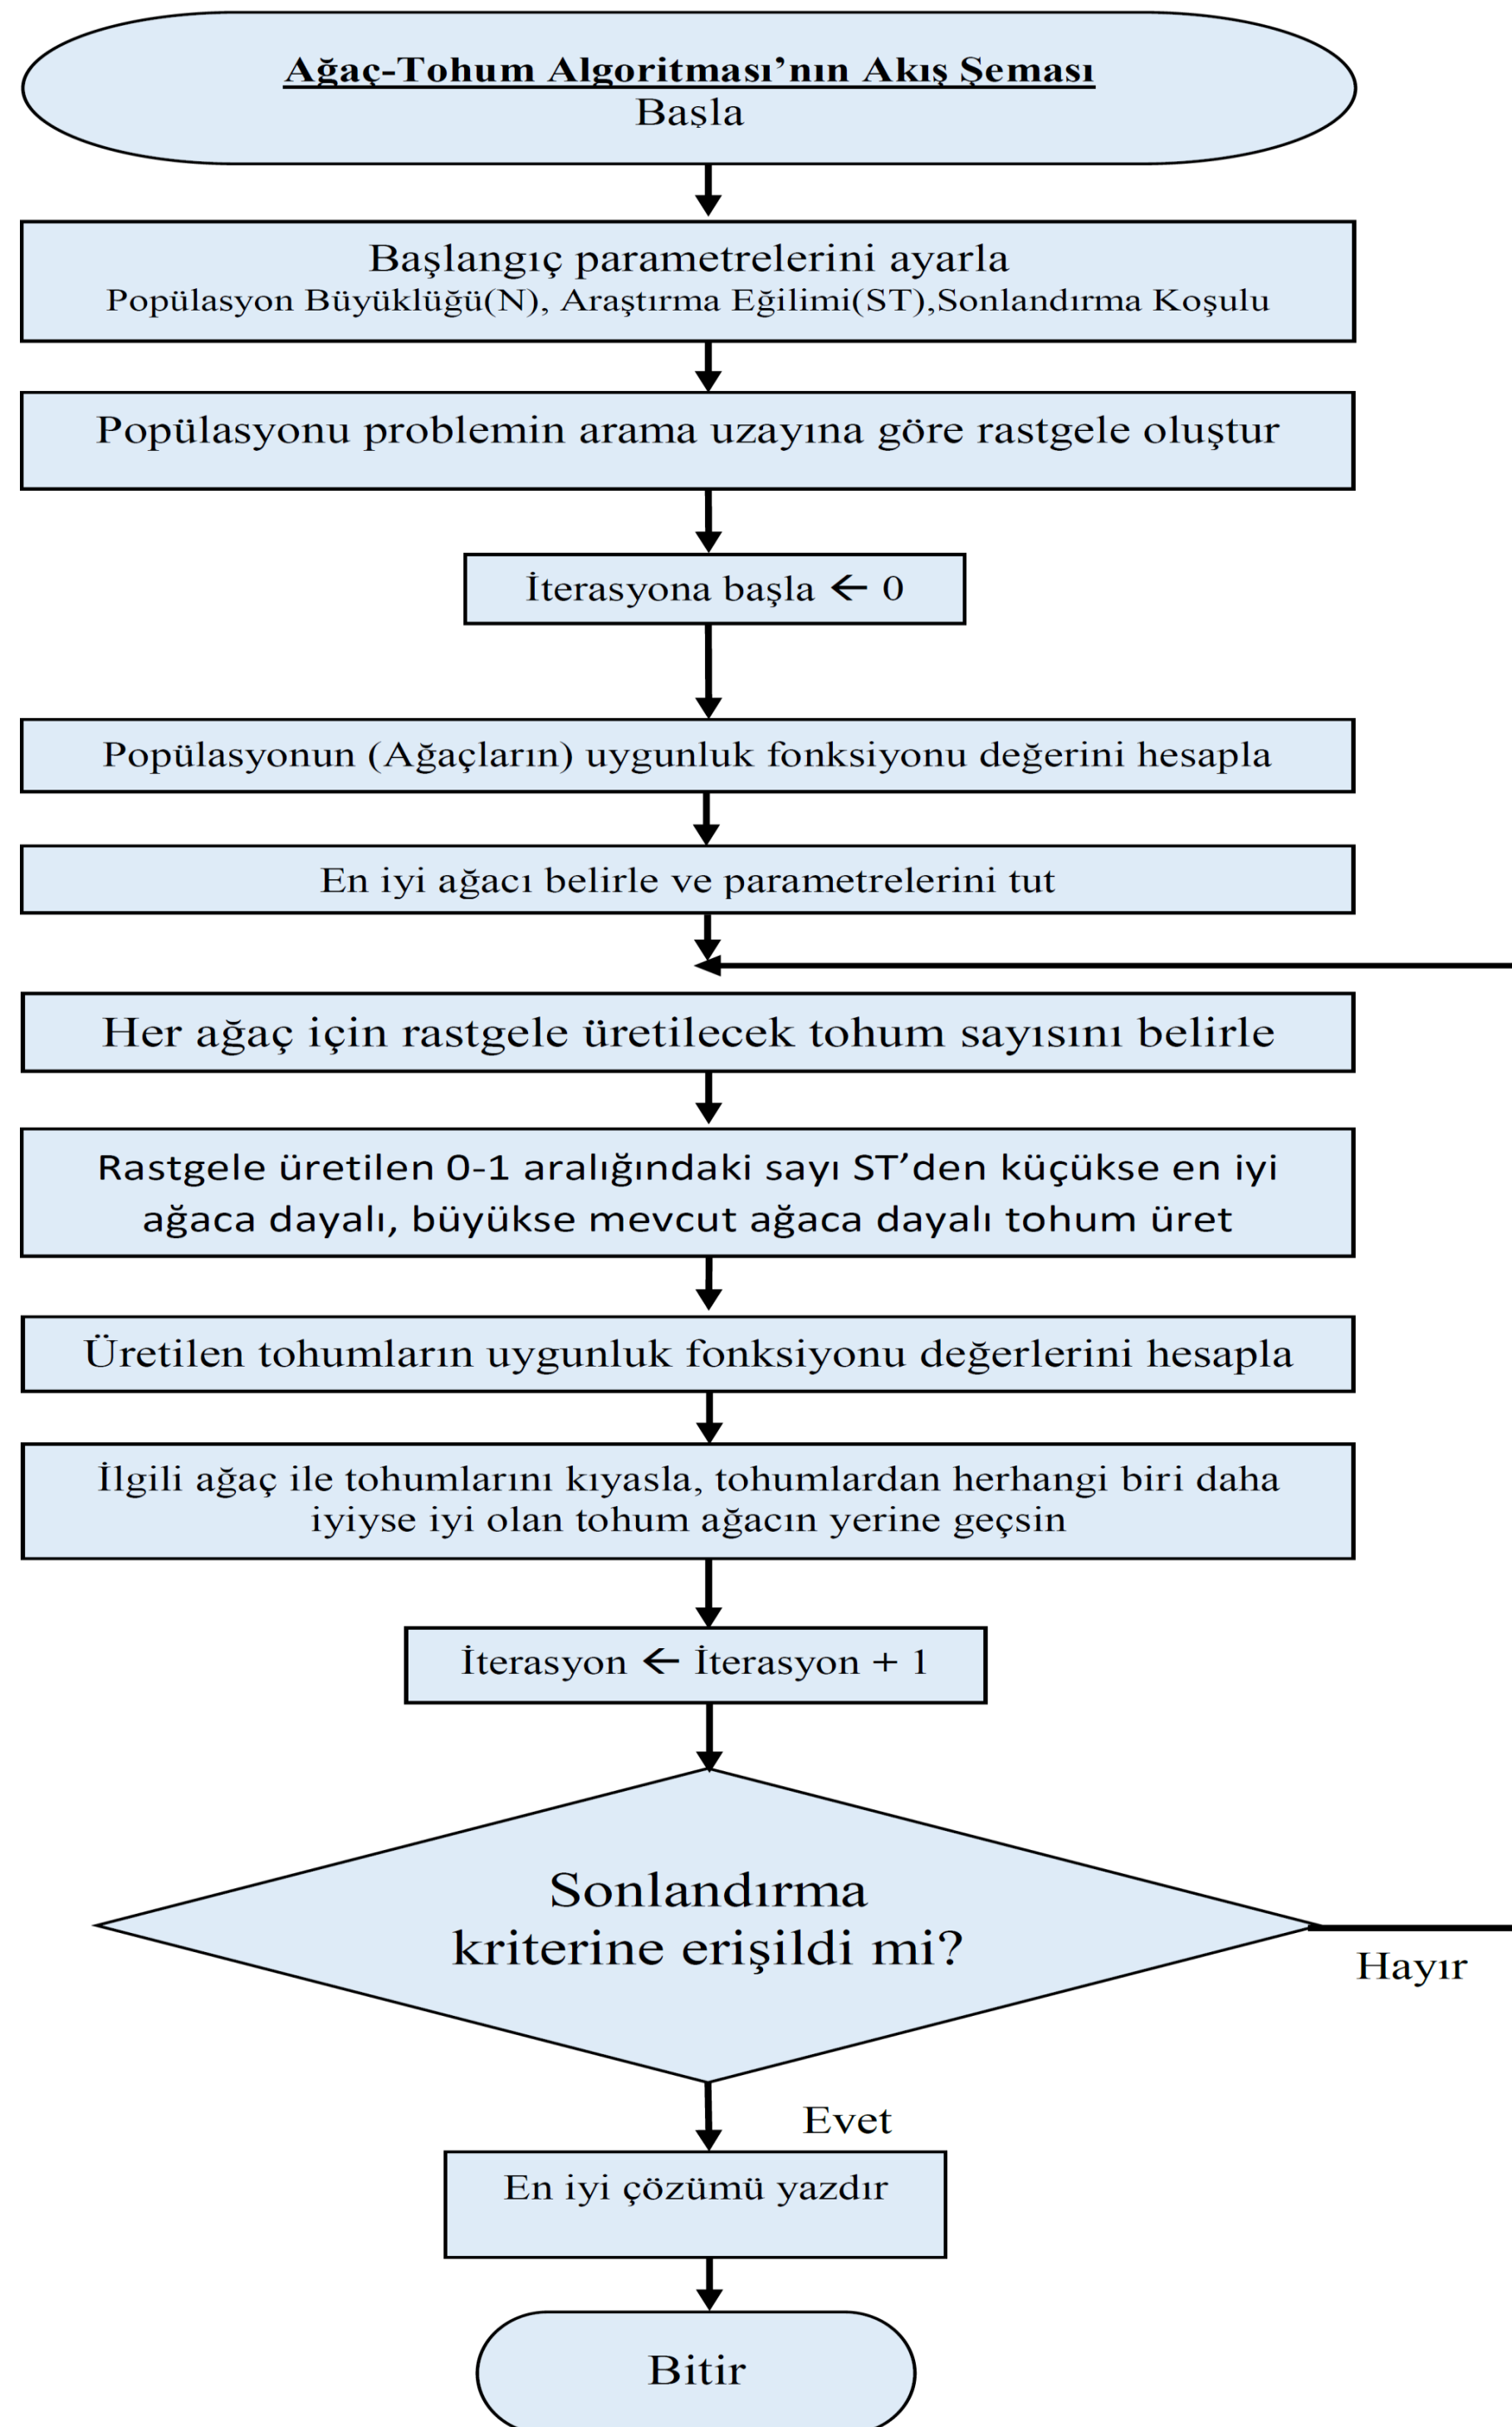 Ağaç-Tohum Algoritması’nın Akış Şeması
Başla
Başlangıç parametrelerini ayarla
Popülasyon Büyüklüğü(N), Araştırma Eğilimi(ST),Sonlandırma Koşulu
Popülasyonu problemin arama uzayına göre rastgele oluştur
İterasyona başla ← 0
Popülasyonun (Ağaçların) uygunluk fonksiyonu değerini hesapla
En iyi ağacı belirle ve parametrelerini tut
Her ağaç için rastgele üretilecek tohum sayısını belirle
Rastgele üretilen 0-1 aralığındaki sayı ST’den küçükse en iyi
ağaca dayalı, büyükse mevcut ağaca dayalı tohum üret
Üretilen tohumların uygunluk fonksiyonu değerlerini hesapla
İlgili ağaç ile tohumlarını kıyasla, tohumlardan herhangi biri daha
iyiyse iyi olan tohum ağacın yerine geçsin
İterasyon ← İterasyon + 1
Sonlandırma
kriterine erişildi mi?
Hayır
Evet
En iyi çözümü yazdır
Bitir